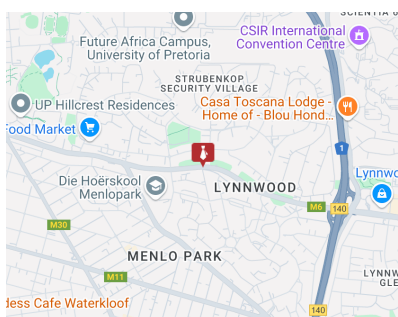 SCIENTIA
CSIR International
Convention Centre
Future Africa Campus,
University of Pretoria
STRUBENKOP
SECURITY VILLAGE
UP Hillcrest Residences
Casa Toscana Lodge -
Home of - Blou Hond...
Food Market
1
Lynnwo
Die Hoërskool
Menlopark
LYNNWOOD
M6
140
M30
MENLO PARK
M11
LYNNW
GLE
dess Cafe Waterkloof
140